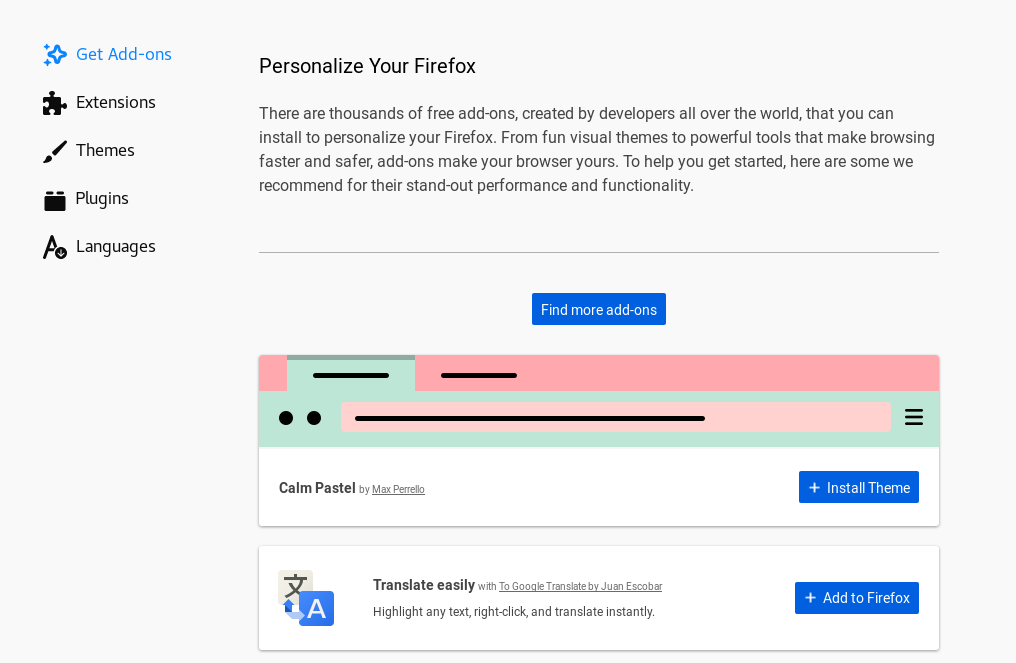 Get Add-ons
Extensions
Themes
Plugins
Languages
Personalize Your Firefox
There are thousands of free add-ons, created by developers all over the world, that you can
install to personalize your Firefox. From fun visual themes to powerful tools that make browsing
faster and safer, add-ons make your browser yours. To help you get started, here are some we
recommend for their stand-out performance and functionality.
Find more add-ons
Calm Pastel by Max Perrello
+ Install Theme
文
A
Translate easily with To Google Translate by Juan Escobar
Highlight any text, right-click, and translate instantly.
+ Add to Firefox